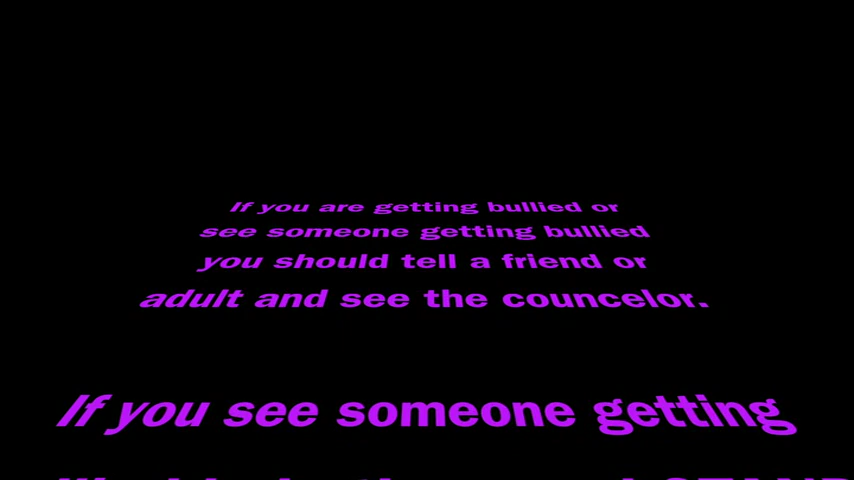 If you are getting bullied or
see someone getting bullied
you should tell a friend or
adult and see the councelor.
If you see someone getting